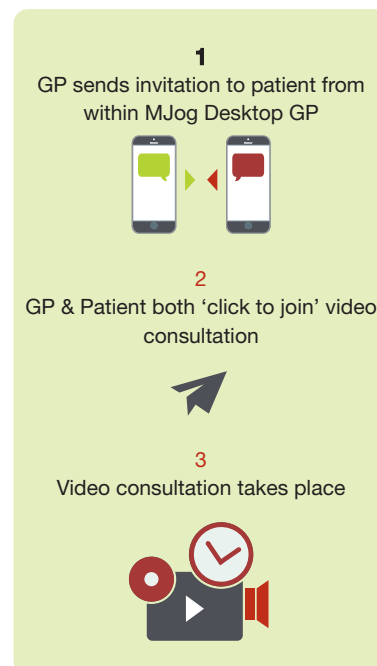 1
GP sends invitation to patient from
within MJog Desktop GP
2
GP & Patient both ‘click to join’ video
consultation
3
Video consultation takes place